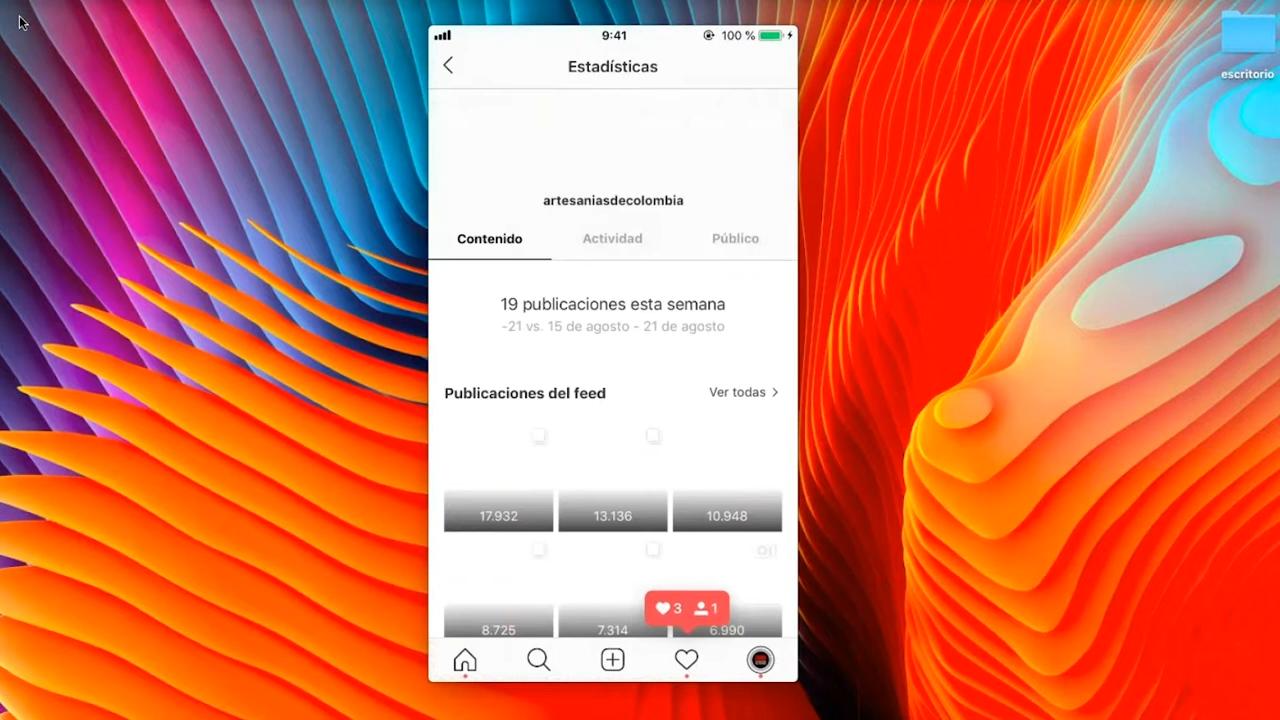 9:41
100 %
Estadísticas
escritorio
artesaniasdecolombia
Contenido
Actividad
Público
19 publicaciones esta semana
-21 vs. 15 de agosto - 21 de agosto
Publicaciones del feed
Ver todas
17.932
13.136
10.948
3
1
8.725
7.314
6.990